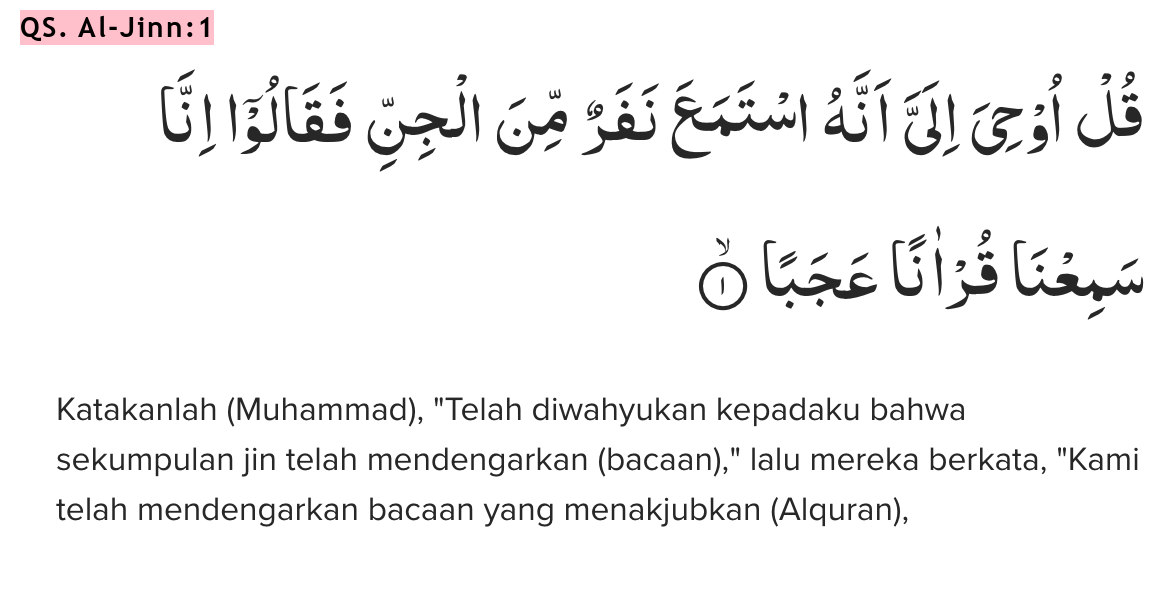 QS. Al-Jinn:1
قُلْ اُوْحِيَ اِلَيَّ اَنَّهُ اسْتَمَعَ نَفَرٌ مِّنَ الْجِنِّ فَقَالُوْٓا اِنَّا
سَمِعْنَا قُرْاٰنًا عَجَبًا ۙ ١
Katakanlah (Muhammad), "Telah diwahyukan kepadaku bahwa
sekumpulan jin telah mendengarkan (bacaan)," lalu mereka berkata, "Kami
telah mendengarkan bacaan yang menakjubkan (Alquran),